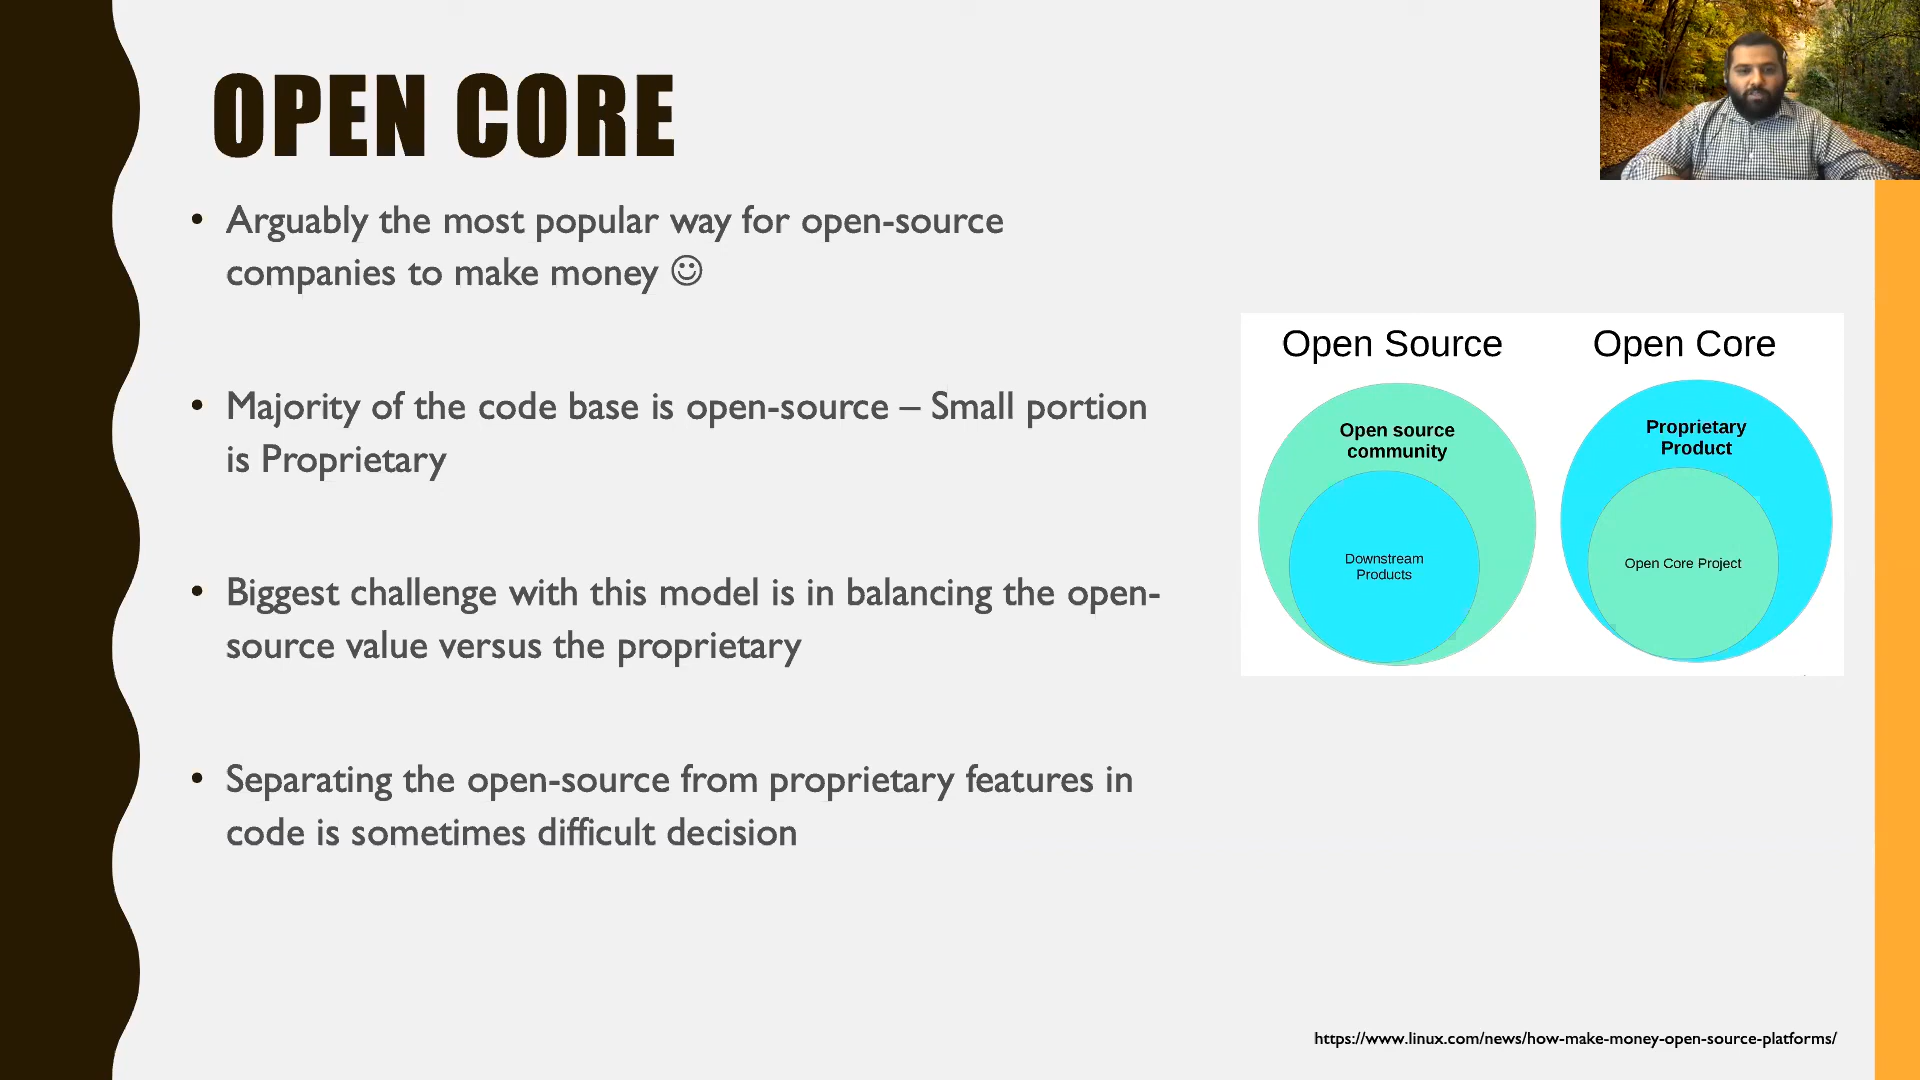 OPEN CORE
• Arguably the most popular way for open-source
companies to make money ☺
• Majority of the code base is open-source – Small portion
is Proprietary
• Biggest challenge with this model is in balancing the open-
source value versus the proprietary
• Separating the open-source from proprietary features in
code is sometimes difficult decision
Open Source
Open source
community
Downstream
Products
Open Core
Proprietary
Product
Open Core Project
https://www.linux.com/news/how-make-money-open-source-platforms/